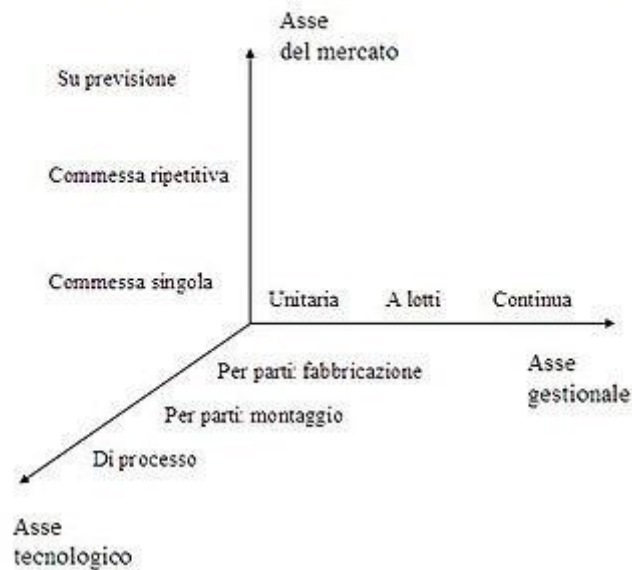 Asse
del mercato
Su previsione
Commessa ripetitiva
Commessa singola
Unitaria A lotti Continua
Per parti: fabbricazione
Asse
gestionale
Per parti: montaggio
Di processo
Asse
tecnologico